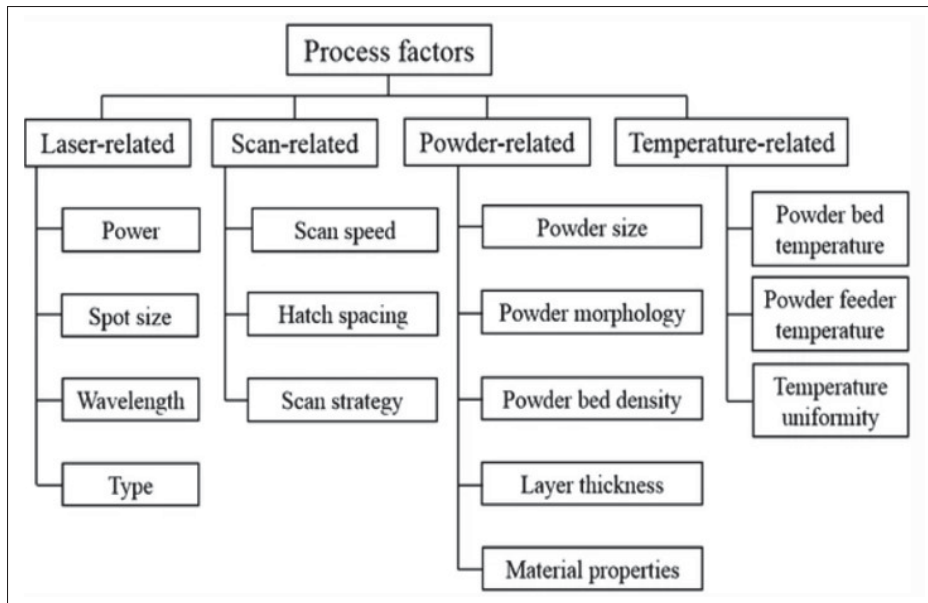 Process factors
Laser-related
Scan-related
Powder-related
Temperature-related
Power
Spot size
Wavelength
Type
Scan speed
Hatch spacing
Scan strategy
Powder size
Powder morphology
Powder bed density
Layer thickness
Material properties
Powder bed
temperature
Powder feeder
temperature
Temperature
uniformity